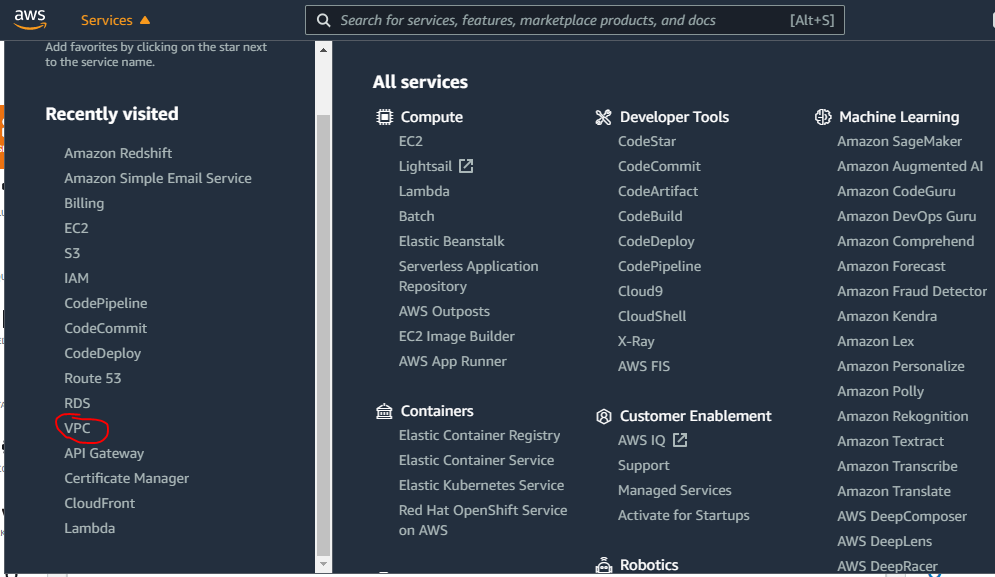 aws
Services
Search for services, features, marketplace products, and docs
[Alt+S]
Add favorites by clicking on the star next
to the service name.
Recently visited
Amazon Redshift
Amazon Simple Email Service
Billing
EC2
S3
IAM
CodePipeline
CodeCommit
CodeDeploy
Route 53
RDS
VPC
API Gateway
Certificate Manager
CloudFront
Lambda
All services
Compute
EC2
Lightsail
Lambda
Batch
Elastic Beanstalk
Serverless Application
Repository
AWS Outposts
EC2 Image Builder
AWS App Runner
Containers
Elastic Container Registry
Elastic Container Service
Elastic Kubernetes Service
Red Hat OpenShift Service
on AWS
Developer Tools
CodeStar
CodeCommit
CodeArtifact
CodeBuild
CodeDeploy
CodePipeline
Cloud9
CloudShell
X-Ray
AWS FIS
Customer Enablement
AWS IQ
Support
Managed Services
Activate for Startups
Robotics
Machine Learning
Amazon SageMaker
Amazon Augmented AI
Amazon CodeGuru
Amazon DevOps Guru
Amazon Comprehend
Amazon Forecast
Amazon Fraud Detector
Amazon Kendra
Amazon Lex
Amazon Personalize
Amazon Polly
Amazon Rekognition
Amazon Textract
Amazon Transcribe
Amazon Translate
AWS DeepComposer
AWS DeepLens
AWS DeepRacer